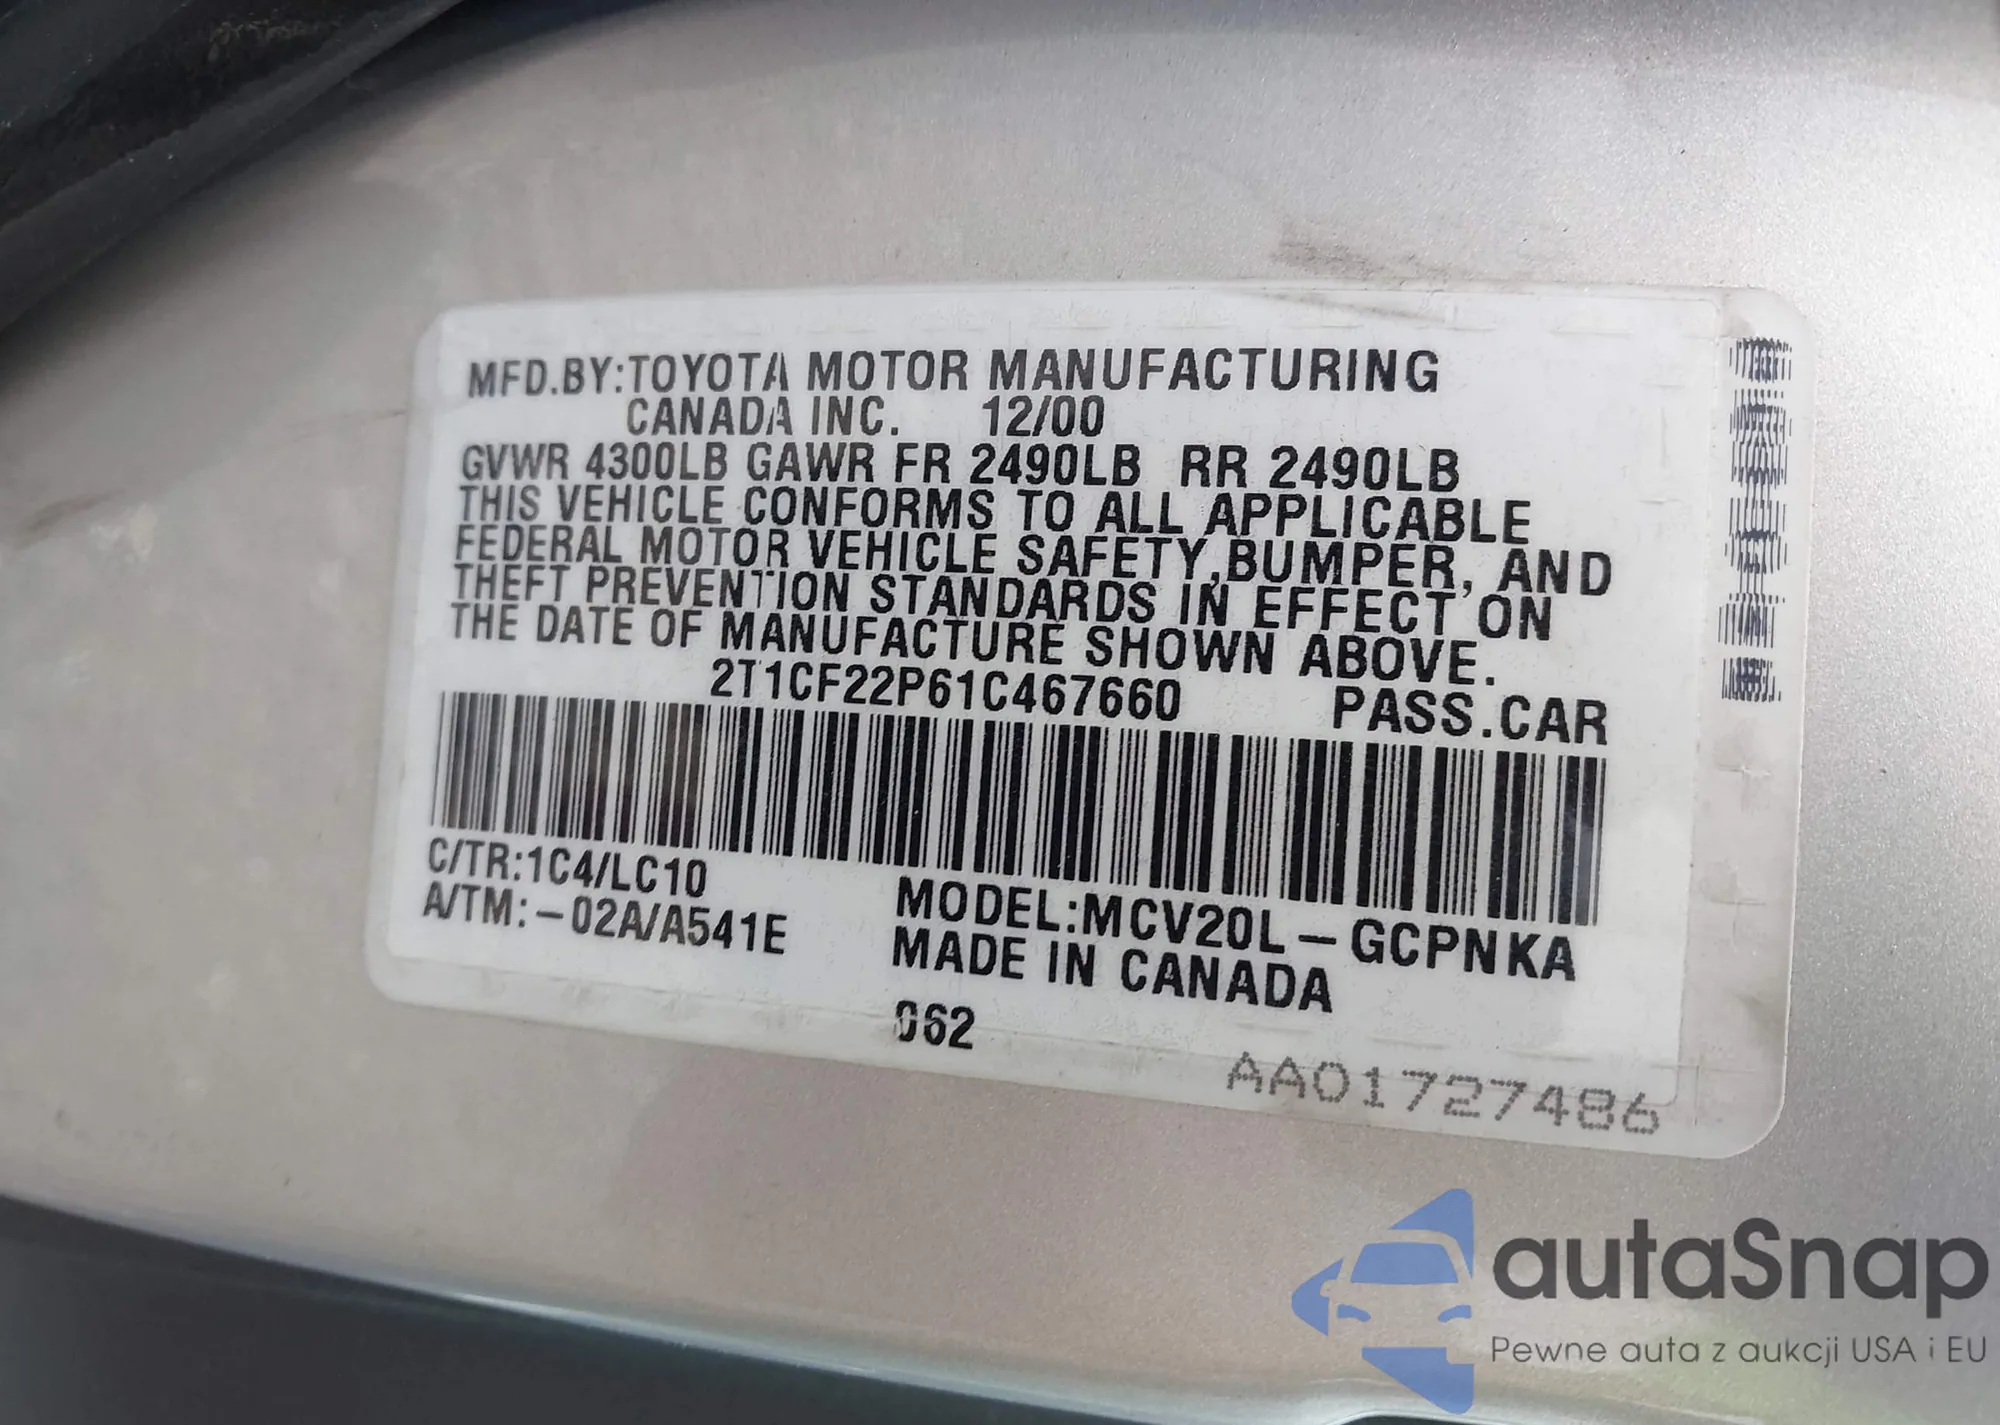 MFD.BY:TOYOTA MOTOR MANUFACTURING
CANADA INC. 12/00
GVWR 4300LB GAWR FR 2490LB RR 2490LB
THIS VEHICLE CONFORMS TO ALL APPLICABLE
FEDERAL MOTOR VEHICLE SAFETY,BUMPER, AND
THEFT PREVENTION STANDARDS IN EFFECT ON
THE DATE OF MANUFACTURE SHOWN ABOVE.
2T1CF22P61C467660 PASS.CAR
C/TR:1C4/LC10
A/TM:-02A/A541E
MODEL:MCV20L-GCPNKA
MADE IN CANADA
062
AA01727486
autaSnap
Pewne auta z aukcji USA i EU